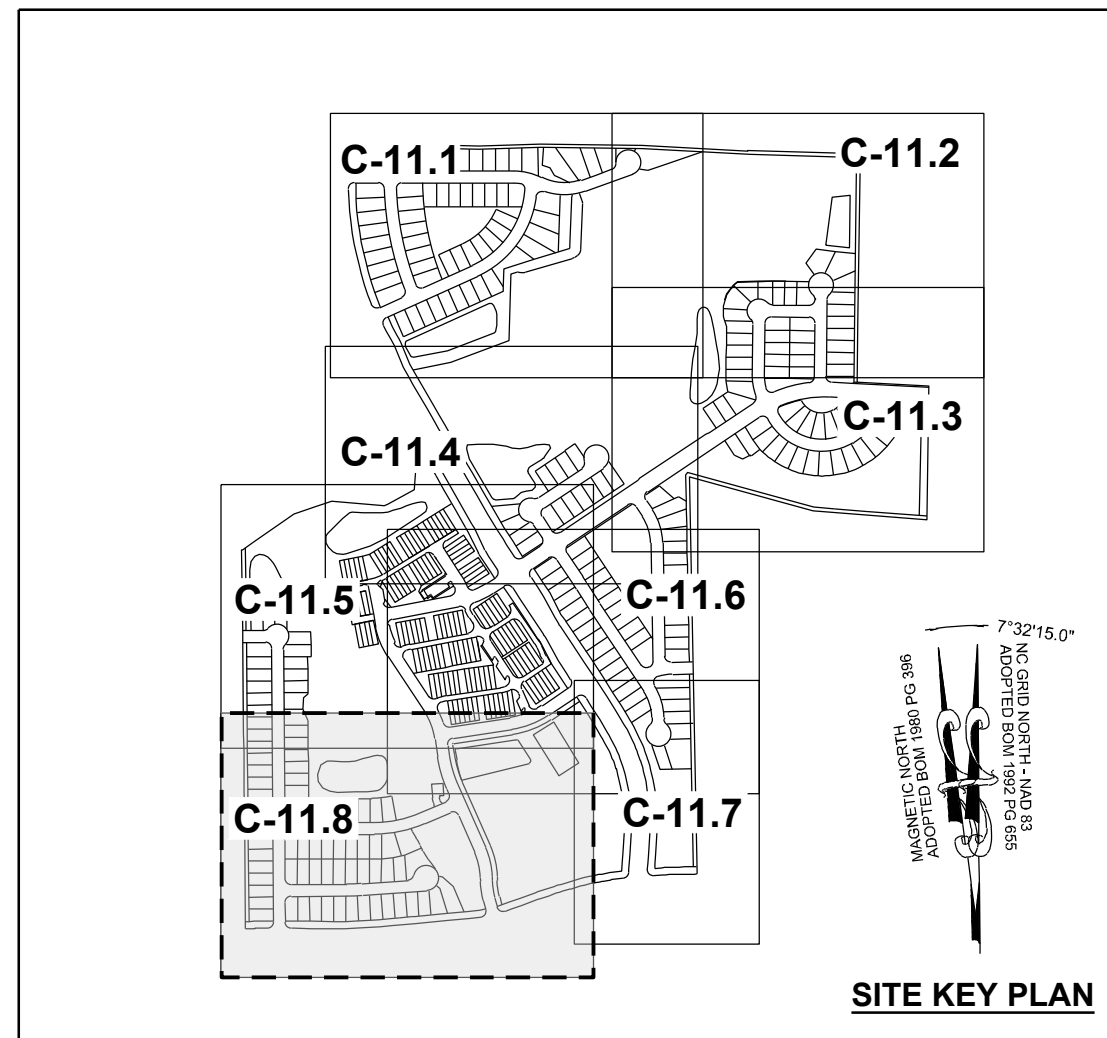 C-11.1
C-11.2
C-11.3
C-11.4
C-11.5
C-11.6
C-11.7
C-11.8
7°32'15.0"
MAGNETIC NORTH
ADOPTED BOM 1980 PG 396
NC GRID NORTH - NAD 83
ADOPTED BOM 1992 PG 655
SITE KEY PLAN